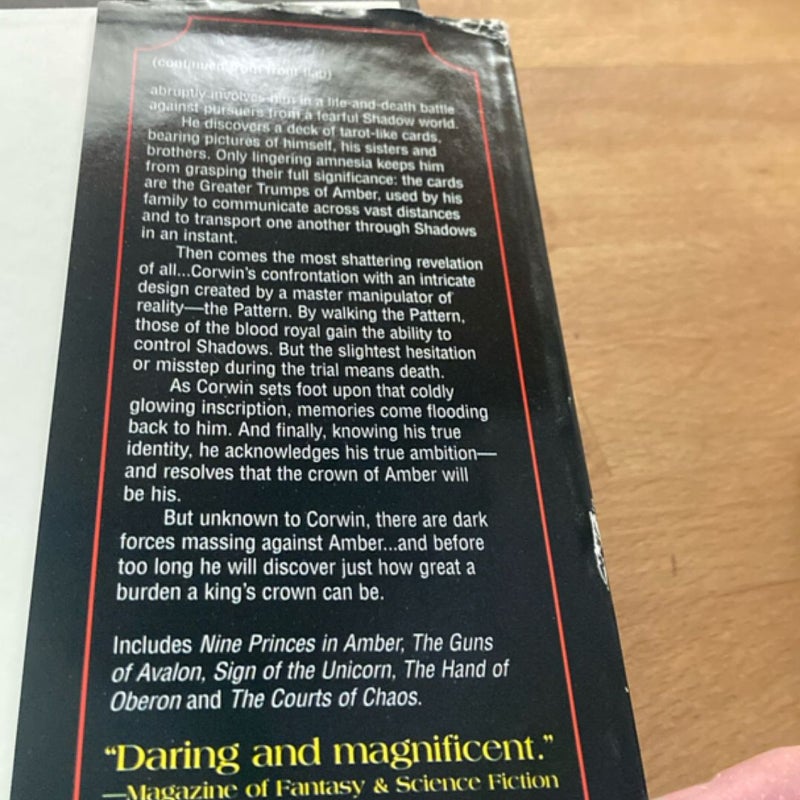 (continued from front flap)
abruptly involves him in a life-and-death battle
against pursuers from a fearful Shadow world.
He discovers a deck of tarot-like cards,
bearing pictures of himself, his sisters and
brothers. Only lingering amnesia keeps him
from grasping their full significance: the cards
are the Greater Trumps of Amber, used by his
family to communicate across vast distances
and to transport one another through Shadows
in an instant.
Then comes the most shattering revelation
of all...Corwin's confrontation with an intricate
design created by a master manipulator of
reality—the Pattern. By walking the Pattern,
those of the blood royal gain the ability to
control Shadows. But the slightest hesitation
or misstep during the trial means death.
As Corwin sets foot upon that coldly
glowing inscription, memories come flooding
back to him. And finally, knowing his true
identity, he acknowledges his true ambition—
and resolves that the crown of Amber will
be his.
But unknown to Corwin, there are dark
forces massing against Amber...and before
too long he will discover just how great a
burden a king's crown can be.
Includes Nine Princes in Amber, The Guns
of Avalon, Sign of the Unicorn, The Hand of
Oberon and The Courts of Chaos.
"Daring and magnificent."
—Magazine of Fantasy & Science Fiction